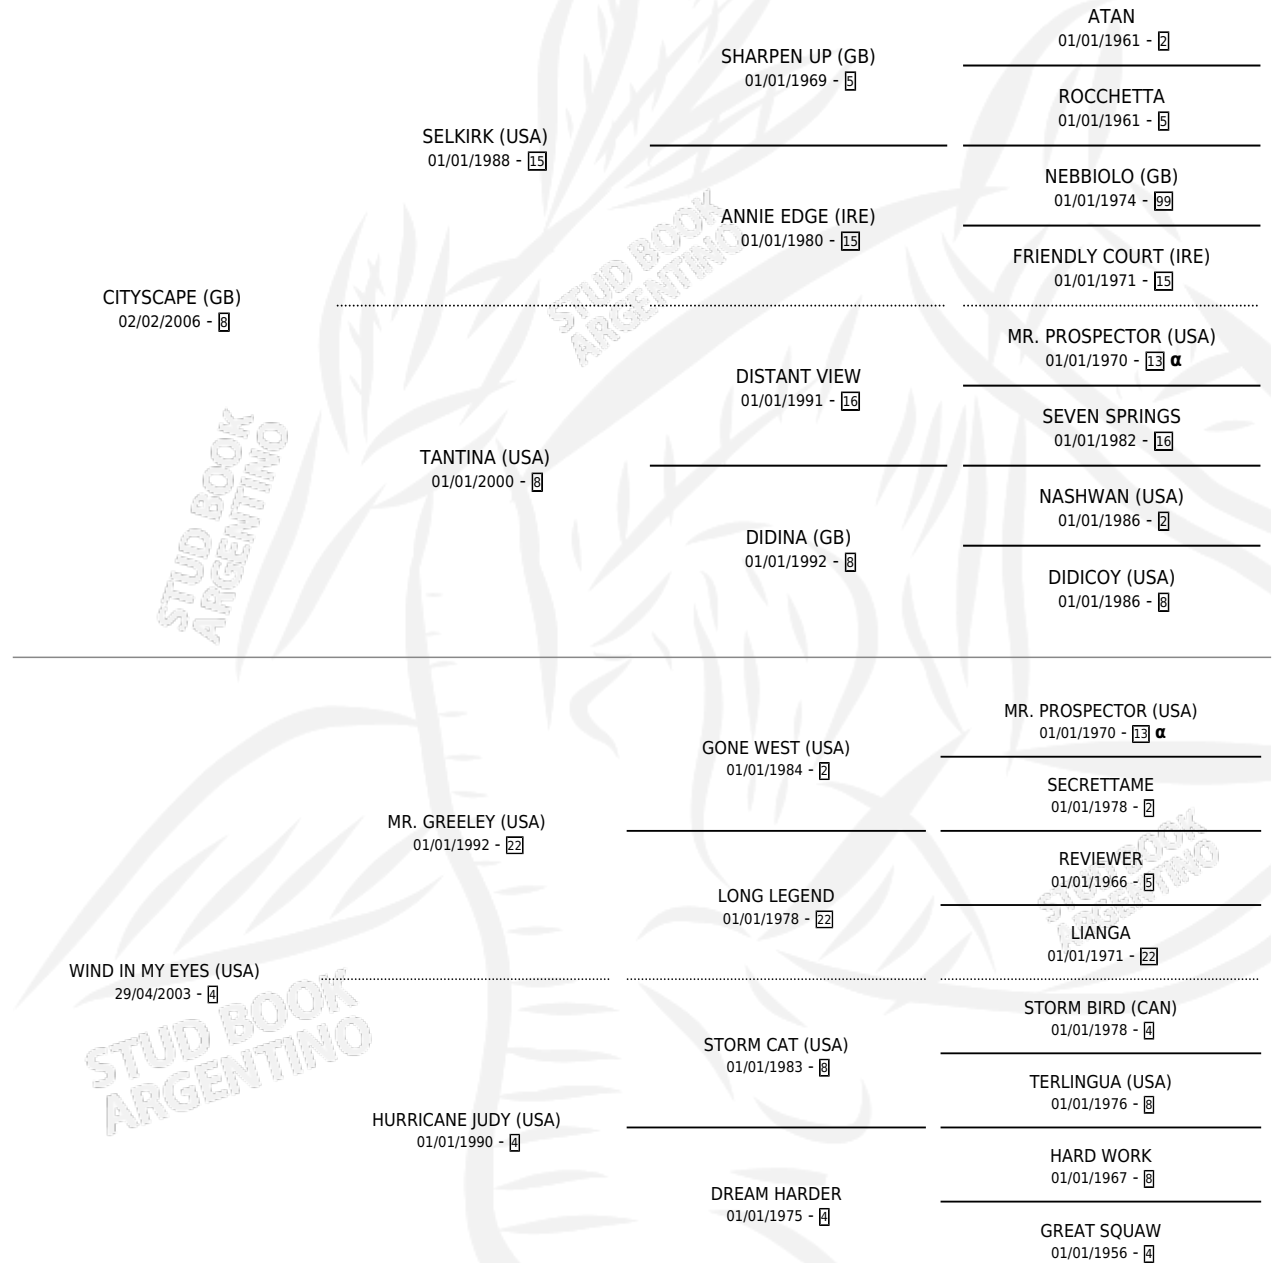 ATAN
01/01/1961 - 2
SHARPEN UP (GB)
01/01/1969 - 5
ROCCHETTA
01/01/1961 - 5
SELKIRK (USA)
01/01/1988 - 15
NEBBIOLO (GB)
01/01/1974 - 99
ANNIE EDGE (IRE)
01/01/1980 - 15
FRIENDLY COURT (IRE)
01/01/1971 - 15
CITYSCAPE (GB)
02/02/2006 - 8
MR. PROSPECTOR (USA)
01/01/1970 - 13 α
DISTANT VIEW
01/01/1991 - 16
SEVEN SPRINGS
01/01/1982 - 16
TANTINA (USA)
01/01/2000 - 8
NASHWAN (USA)
01/01/1986 - 2
DIDINA (GB)
01/01/1992 - 8
DIDICOY (USA)
01/01/1986 - 8
MR. PROSPECTOR (USA)
01/01/1970 - 13 α
GONE WEST (USA)
01/01/1984 - 2
SECRETTAME
01/01/1978 - 2
MR. GREELEY (USA)
01/01/1992 - 22
REVIEWER
01/01/1966 - 5
LONG LEGEND
01/01/1978 - 22
LIANGA
01/01/1971 - 22
WIND IN MY EYES (USA)
29/04/2003 - 4
STORM BIRD (CAN)
01/01/1978 - 4
STORM CAT (USA)
01/01/1983 - 8
TERLINGUA (USA)
01/01/1976 - 8
HURRICANE JUDY (USA)
01/01/1990 - 4
HARD WORK
01/01/1967 - 8
DREAM HARDER
01/01/1975 - 4
GREAT SQUAW
01/01/1956 - 4
STUD BOOK
ARGENTINO
STUD BOOK
ARGENTINO
STUD BOOK
ARGENTINO
STUD BOOK
ARGENTINO